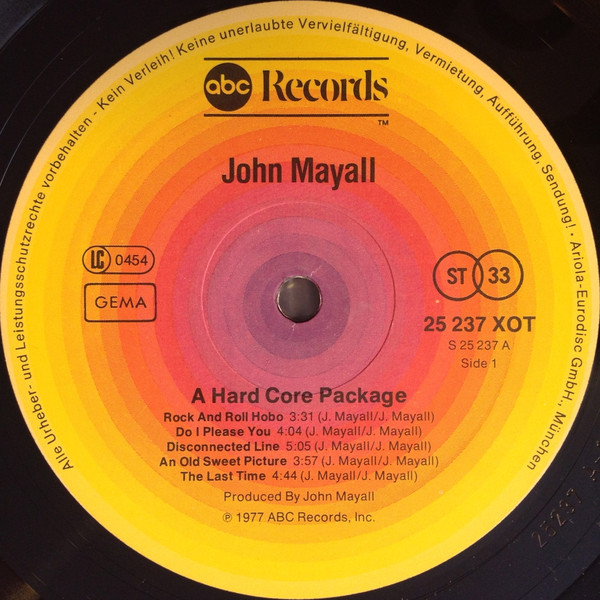 Alle Urheber- und Leistungsschutzrechte vorbehalten - Kein Verleih! Keine unerlaubte Vervielfältigung, Vermietung, Aufführung, Sendung! · Ariola-Eurodisc GmbH., München
abc Records
TM
John Mayall
LC 0454
GEMA
ST 33
25 237 XOT
S 25 237 A
Side 1
A Hard Core Package
Rock And Roll Hobo 3:31 (J. Mayall/J. Mayall)
Do I Please You 4:04 (J. Mayall/J. Mayall)
Disconnected Line 5:05 (J. Mayall/J. Mayall)
An Old Sweet Picture 3:57 (J. Mayall/J. Mayall)
The Last Time 4:44 (J. Mayall/J. Mayall)
Produced By John Mayall
℗ 1977 ABC Records, Inc.
25237